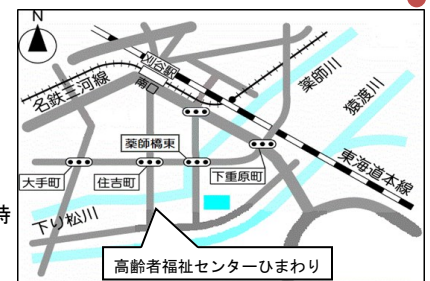 N
刈谷駅
南口
名鉄三河線
薬師川
猿渡川
東海道本線
薬師橋東
大手町
住吉町
下重原町
下り松川
時
高齢者福祉センターひまわり